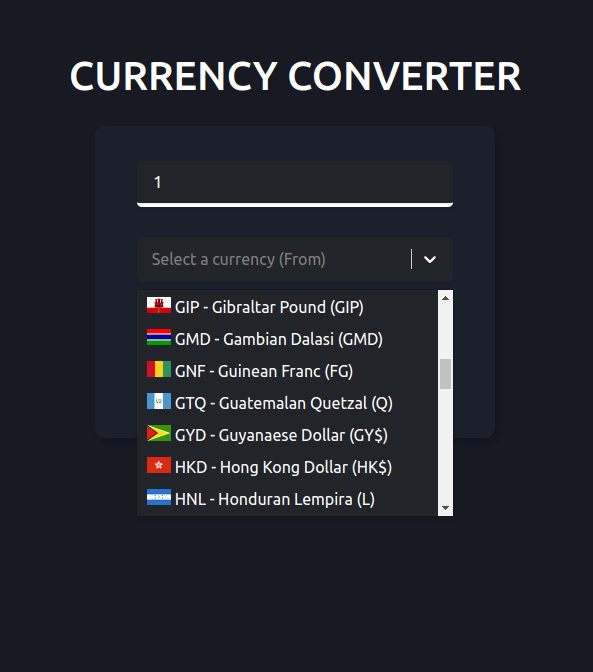 CURRENCY CONVERTER
1
Select a currency (From)
GIP - Gibraltar Pound (GIP)
GMD - Gambian Dalasi (GMD)
GNF - Guinean Franc (FG)
GTQ - Guatemalan Quetzal (Q)
GYD - Guyanaese Dollar (GY$)
HKD - Hong Kong Dollar (HK$)
HNL - Honduran Lempira (L)